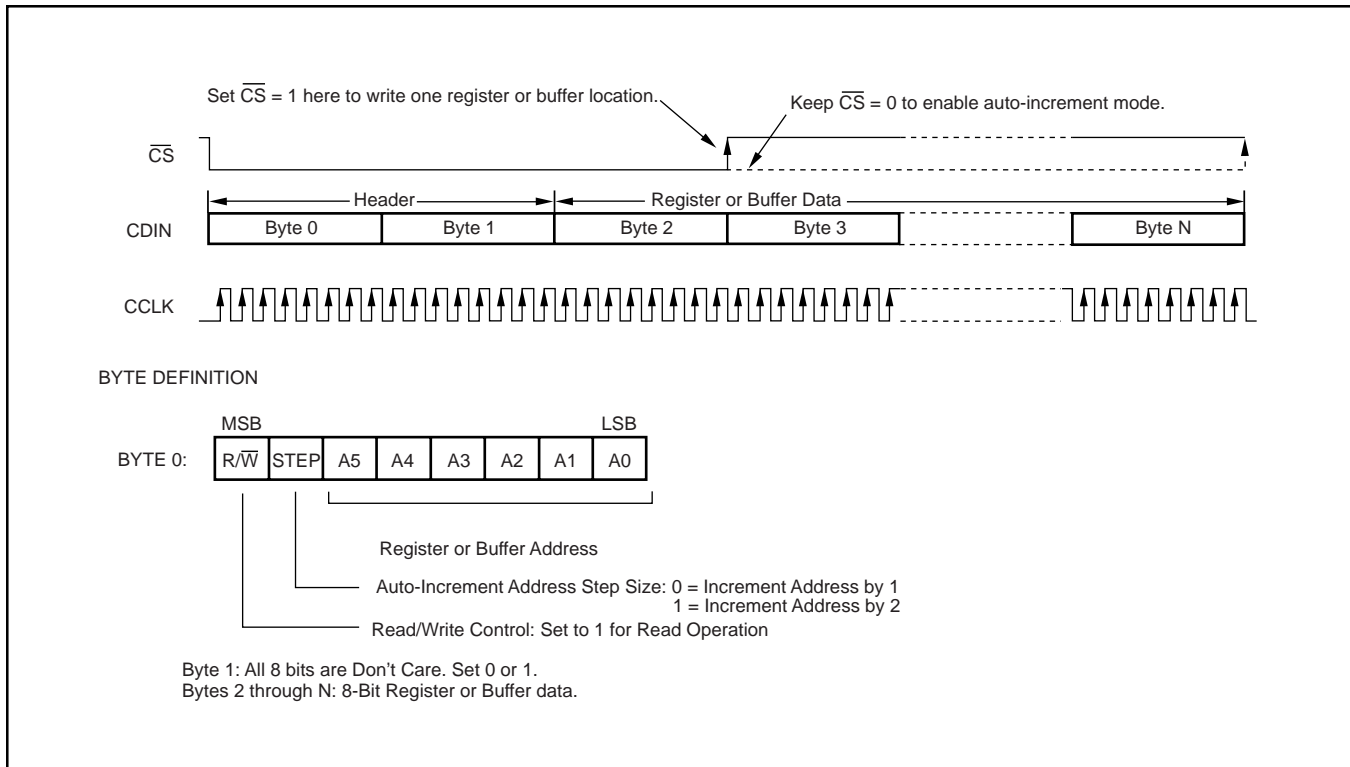 Set CS = 1 here to write one register or buffer location.
Keep CS = 0 to enable auto-increment mode.
CS
Header
Register or Buffer Data
CDIN
Byte 0
Byte 1
Byte 2
Byte 3
Byte N
CCLK
BYTE DEFINITION
MSB
LSB
BYTE 0:
R/W
STEP
A5
A4
A3
A2
A1
A0
Register or Buffer Address
Auto-Increment Address Step Size: 0 = Increment Address by 1
1 = Increment Address by 2
Read/Write Control: Set to 1 for Read Operation
Byte 1: All 8 bits are Don't Care. Set 0 or 1.
Bytes 2 through N: 8-Bit Register or Buffer data.